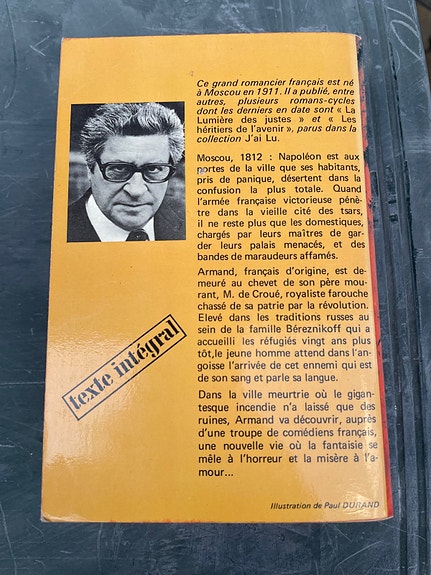 Ce grand romancier français est né
à Moscou en 1911. Il a publié, entre
autres, plusieurs romans-cycles
dont les derniers en date sont « La
Lumière des justes » et « Les
héritiers de l'avenir », parus dans la
collection J'ai Lu.
Moscou, 1812 : Napoléon est aux
portes de la ville que ses habitants,
pris de panique, désertent dans la
confusion la plus totale. Quand
l'armée française victorieuse pénè-
tre dans la vieille cité des tsars,
il ne reste plus que les domestiques,
chargés par leurs maîtres de gar-
der leurs palais menacés, et des
bandes de maraudeurs affamés.
Armand, français d'origine, est de-
meuré au chevet de son père mou-
rant, M. de Croué, royaliste farouche
chassé de sa patrie par la révolution.
Elevé dans les traditions russes au
sein de la famille Béreznikoff qui a
accueilli les réfugiés vingt ans plus
tôt,le jeune homme attend dans l'an-
goisse l'arrivée de cet ennemi qui est
de son sang et parle sa langue.
Dans la ville meurtrie où le gigan-
tesque incendie n'a laissé que des
ruines, Armand va découvrir, auprès
d'une troupe de comédiens français,
une nouvelle vie où la fantaisie se
mêle à l'horreur et la misère à l'a-
mour...
texte intégral
Illustration de Paul DURAND